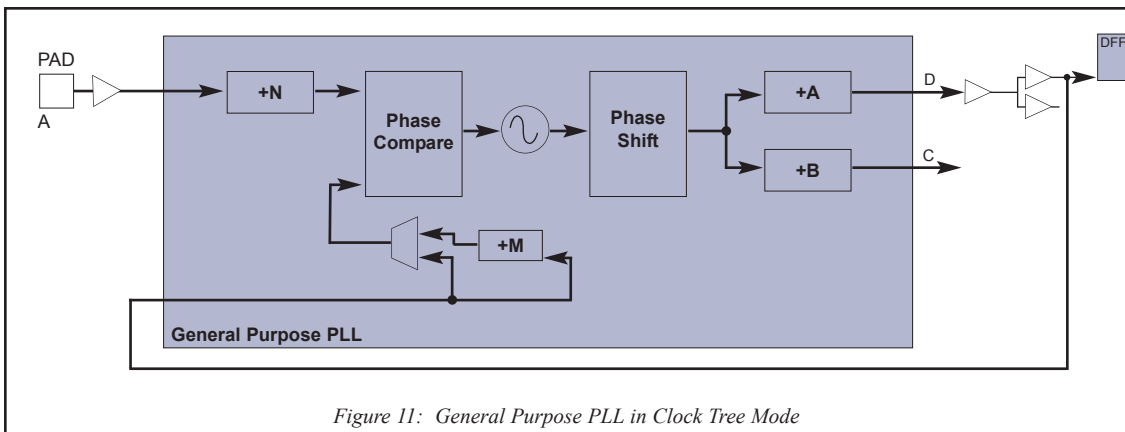 PAD
A
+N
Phase
Compare
Phase
Shift
+A
+B
D
C
DFF
+M
General Purpose PLL
Figure 11: General Purpose PLL in Clock Tree Mode